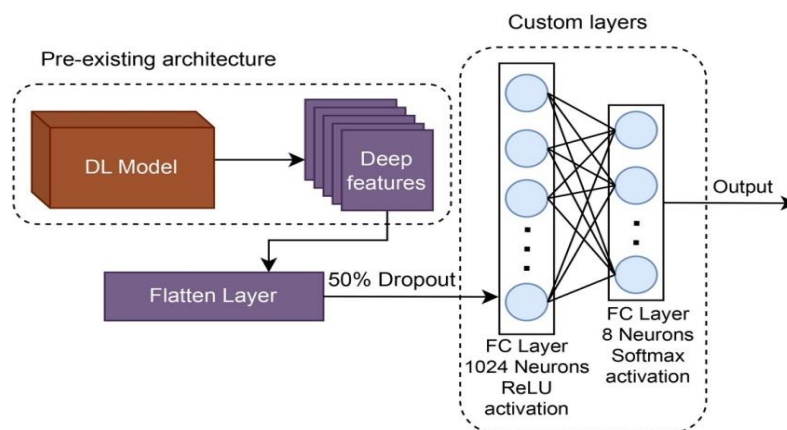 Custom layers
Pre-existing architecture
DL Model
Deep
features
Output
Flatten Layer
50% Dropout
FC Layer
1024 Neurons
ReLU
activation
FC Layer
8 Neurons
Softmax
activation